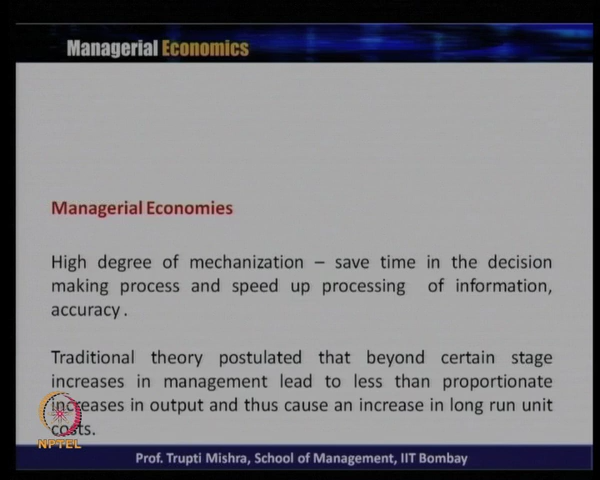 Managerial Economics
Managerial Economies
High degree of mechanization – save time in the decision
making process and speed up processing of information,
accuracy .
Traditional theory postulated that beyond certain stage
increases in management lead to less than proportionate
increases in output and thus cause an increase in long run unit
costs.
NPTEL
Prof. Trupti Mishra, School of Management, IIT Bombay